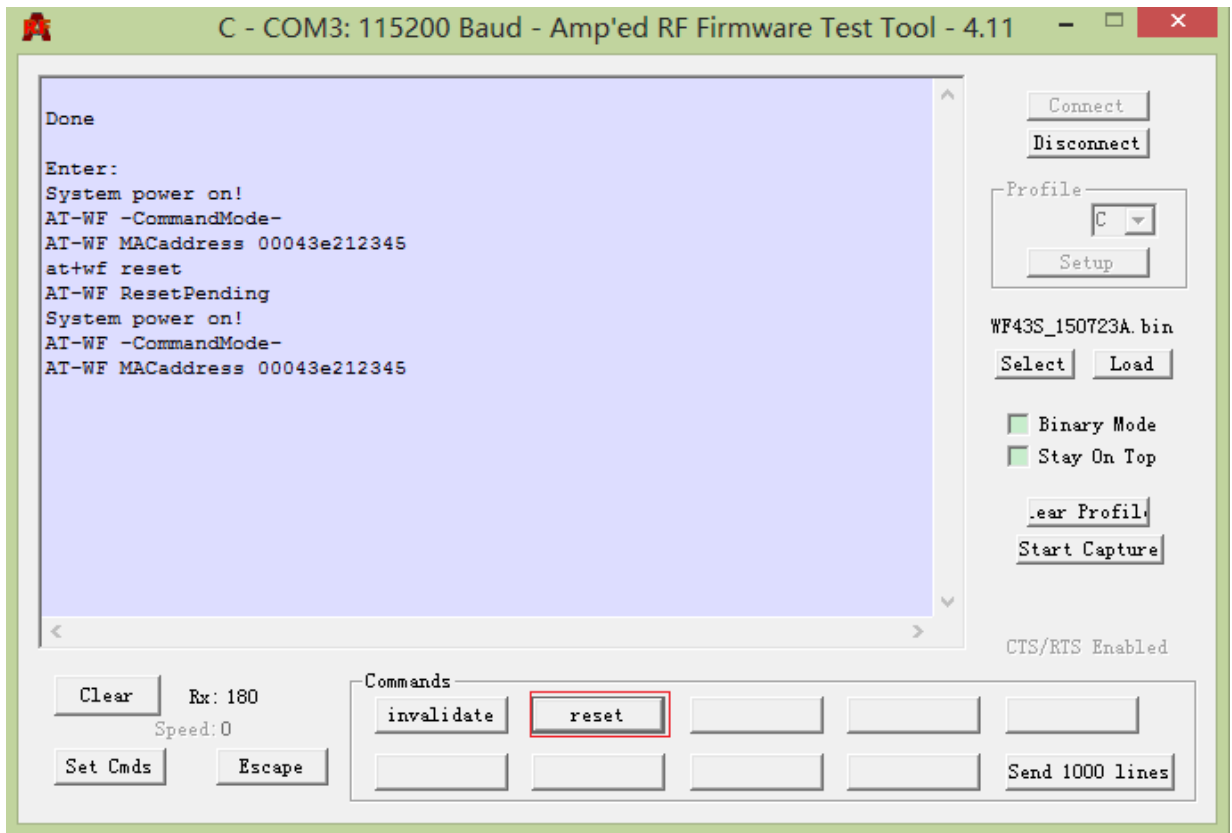 C - COM3: 115200 Baud - Amp'ed RF Firmware Test Tool - 4.11
Done
Enter:
System power on!
AT-WF -CommandMode-
AT-WF MACaddress 00043e212345
at+wf reset
AT-WF ResetPending
System power on!
AT-WF -CommandMode-
AT-WF MACaddress 00043e212345
Connect
Disconnect
Profile
C
Setup
WF43S_150723A.bin
Select Load
Binary Mode
Stay On Top
.ear Profil
Start Capture
CTS/RTS Enabled
Clear Rx: 180
Speed: 0
Set Cmds Escape
Commands
invalidate reset
Send 1000 lines